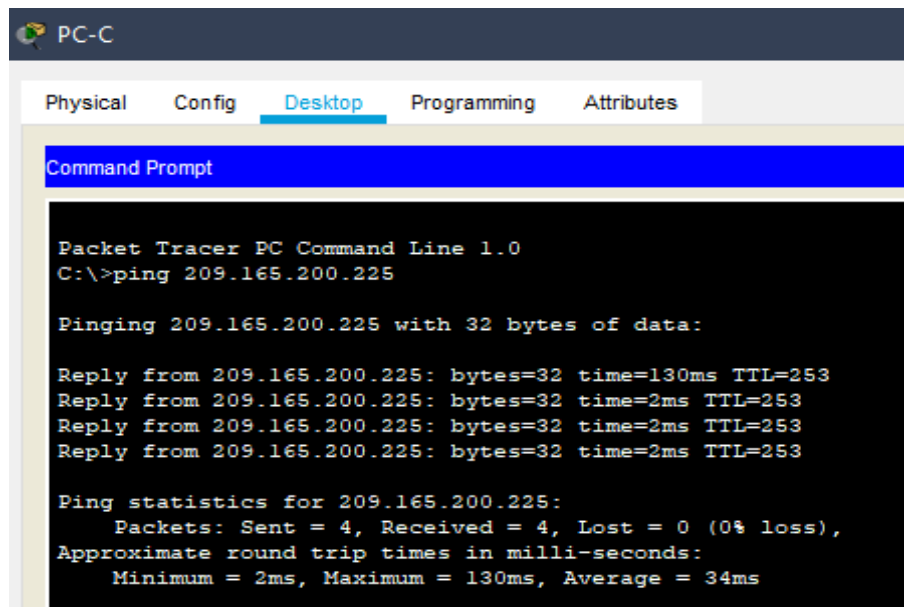 PC-C
Physical Config Desktop Programming Attributes
Command Prompt
Packet Tracer PC Command Line 1.0
C:\>ping 209.165.200.225
Pinging 209.165.200.225 with 32 bytes of data:
Reply from 209.165.200.225: bytes=32 time=130ms TTL=253
Reply from 209.165.200.225: bytes=32 time=2ms TTL=253
Reply from 209.165.200.225: bytes=32 time=2ms TTL=253
Reply from 209.165.200.225: bytes=32 time=2ms TTL=253
Ping statistics for 209.165.200.225:
Packets: Sent = 4, Received = 4, Lost = 0 (0% loss),
Approximate round trip times in milli-seconds:
Minimum = 2ms, Maximum = 130ms, Average = 34ms